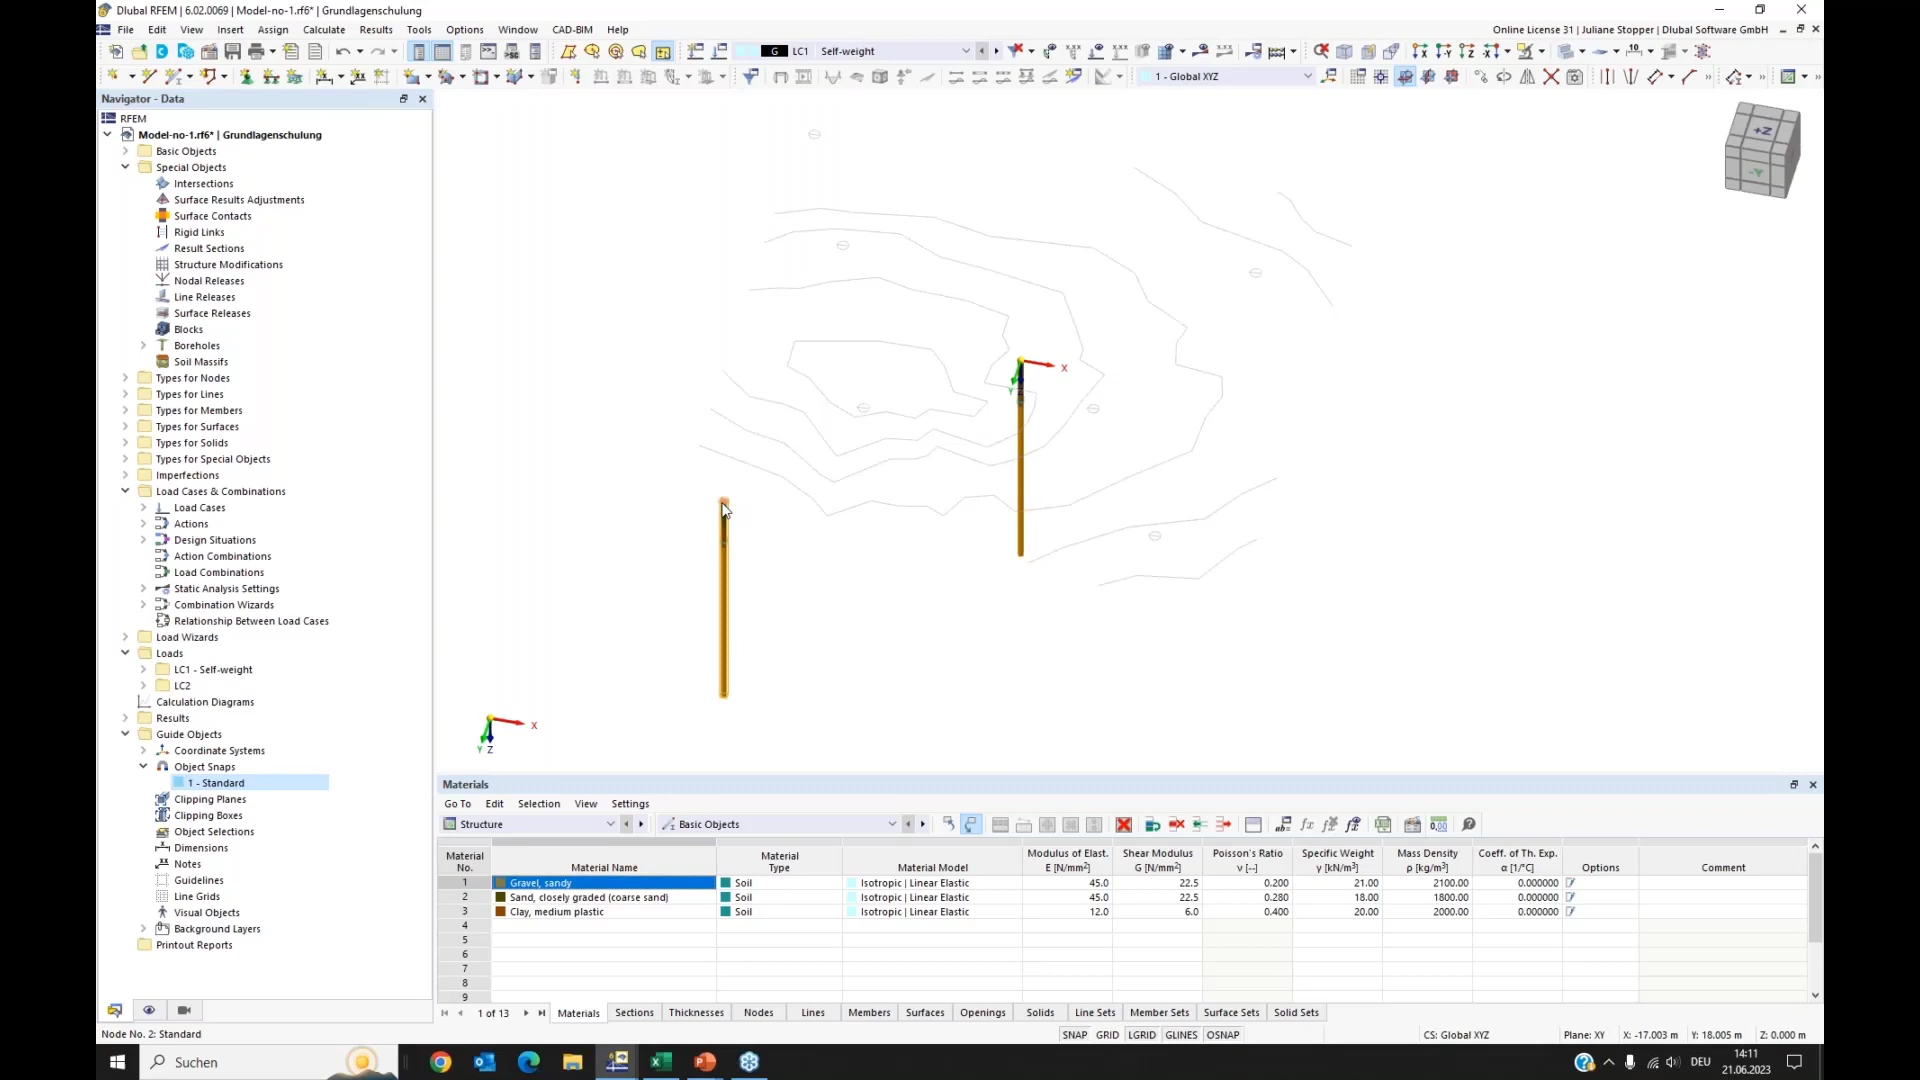 Dlubal RFEM | 6.02.0069 | Model-no-1.rf6* | Grundlagenschulung
File Edit View Insert Assign Calculate Results Tools Options Window CAD-BIM Help
Online License 31 | Juliane Stopper | Dlubal Software GmbH
G LC1 Self-weight
1 - Global XYZ
Navigator - Data
RFEM
Model-no-1.rf6* | Grundlagenschulung
Basic Objects
Special Objects
Intersections
Surface Results Adjustments
Surface Contacts
Rigid Links
Result Sections
Structure Modifications
Nodal Releases
Line Releases
Surface Releases
Blocks
Boreholes
Soil Massifs
Types for Nodes
Types for Lines
Types for Members
Types for Surfaces
Types for Solids
Types for Special Objects
Imperfections
Load Cases & Combinations
Load Cases
Actions
Design Situations
Action Combinations
Load Combinations
Static Analysis Settings
Combination Wizards
Relationship Between Load Cases
Load Wizards
Loads
LC1 - Self-weight
LC2
Calculation Diagrams
Results
Guide Objects
Coordinate Systems
Object Snaps
1 - Standard
Clipping Planes
Clipping Boxes
Object Selections
Dimensions
Notes
Guidelines
Line Grids
Visual Objects
Background Layers
Printout Reports
+Z
-Y
X
Y
X
Y Z
Materials
Go To Edit Selection View Settings
Structure
Basic Objects
Material No. Material Name Material Type Material Model Modulus of Elast. E [N/mm²] Shear Modulus G [N/mm²] Poisson's Ratio ν [--] Specific Weight γ [kN/m³] Mass Density ρ [kg/m³] Coeff. of Th. Exp. α [1/°C] Options Comment
1 Gravel, sandy Soil Isotropic | Linear Elastic 45.0 22.5 0.200 21.00 2100.00 0.000000
2 Sand, closely graded (coarse sand) Soil Isotropic | Linear Elastic 45.0 22.5 0.280 18.00 1800.00 0.000000
3 Clay, medium plastic Soil Isotropic | Linear Elastic 12.0 6.0 0.400 20.00 2000.00 0.000000
4
5
6
7
8
9
1 of 13 Materials Sections Thicknesses Nodes Lines Members Surfaces Openings Solids Line Sets Member Sets Surface Sets Solid Sets
Node No. 2: Standard
SNAP GRID LGRID GLINES OSNAP
CS: Global XYZ
Plane: XY
X: -17.003 m Y: 18.005 m Z: 0.000 m
Suchen
DEU
14:11
21.06.2023